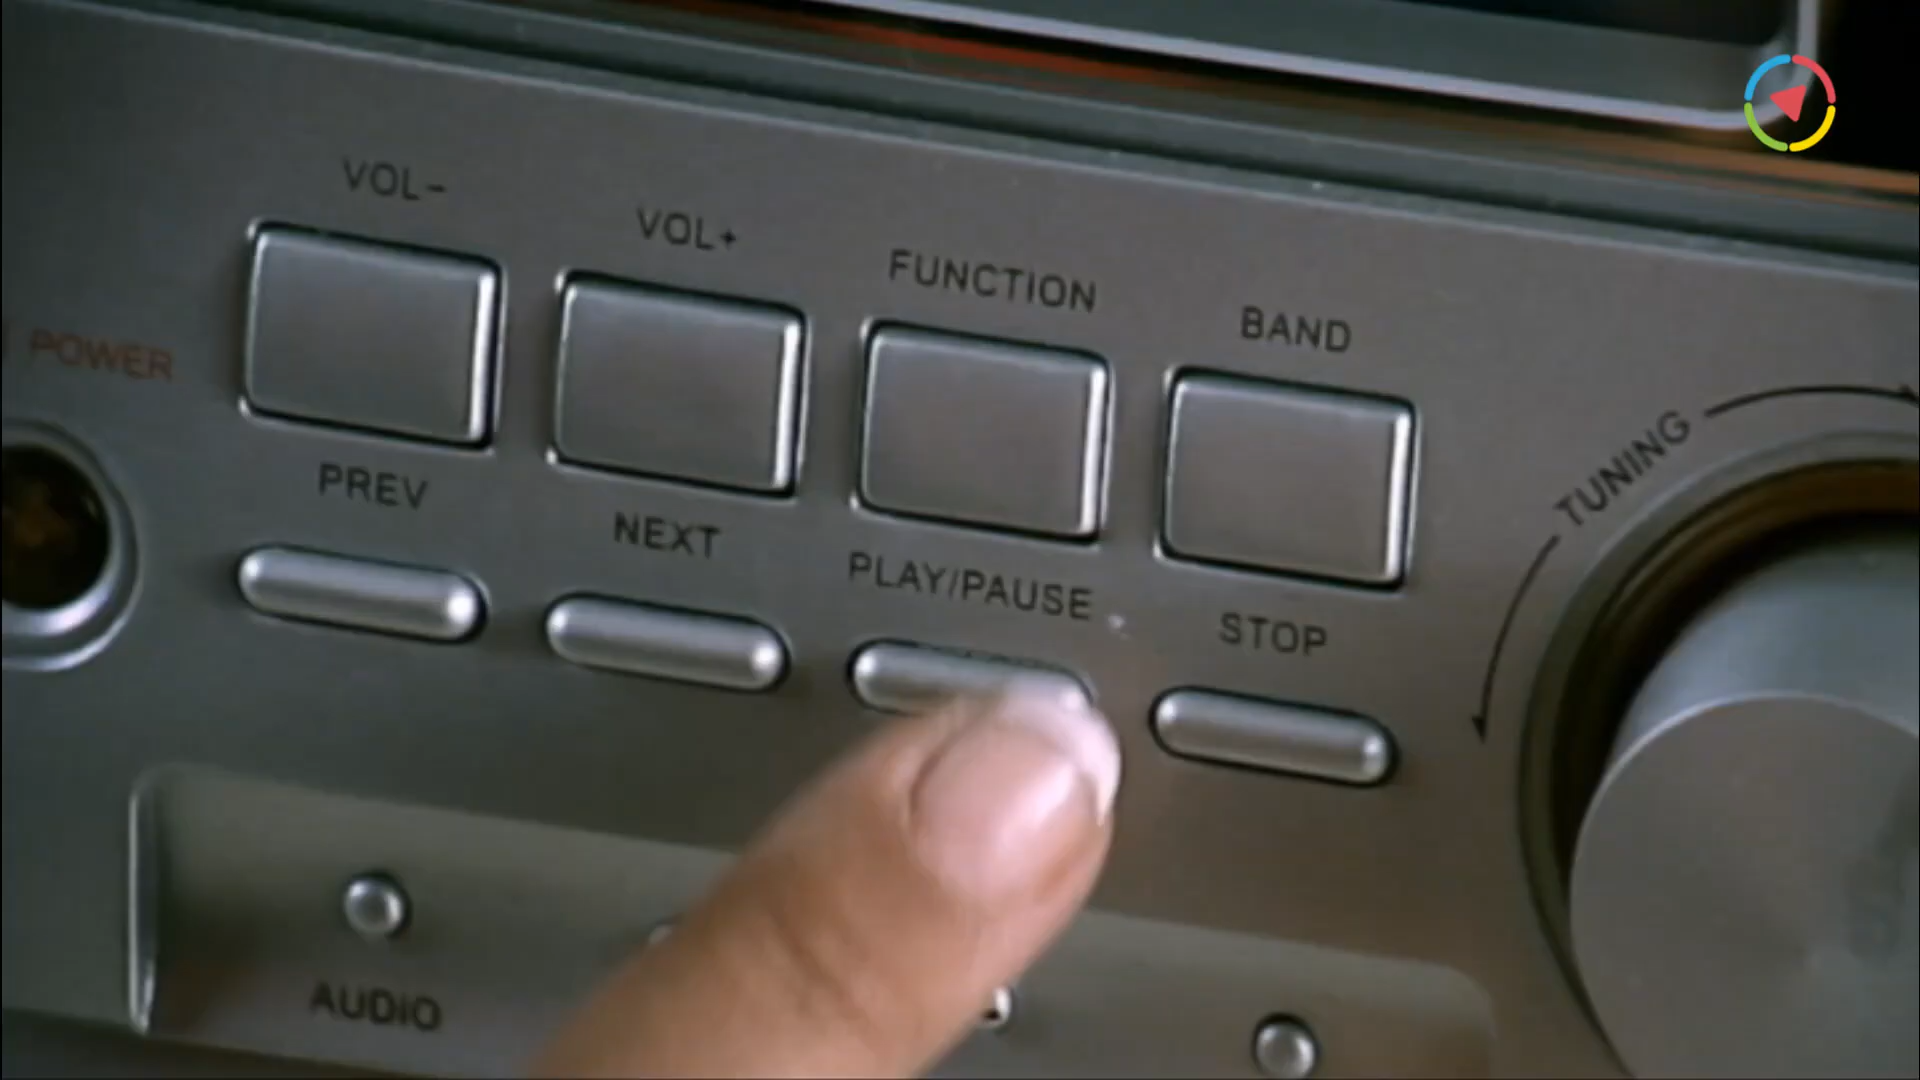 VOL-
VOL+
FUNCTION
BAND
POWER
TUNING
PREV
NEXT
PLAY/PAUSE
STOP
AUDIO